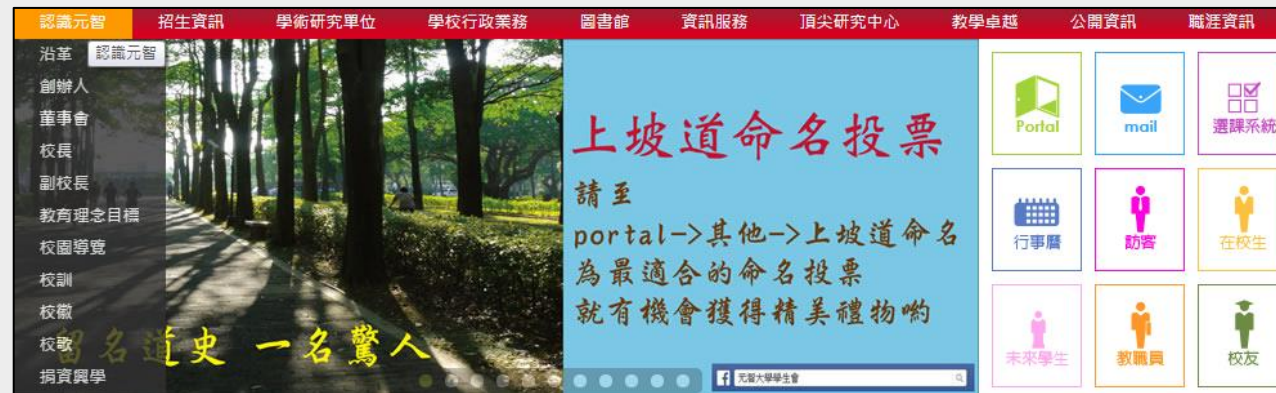 認識元智 招生資訊 學術研究單位 學校行政業務 圖書館 資訊服務 頂尖研究中心 教學卓越 公開資訊 職涯資訊
沿革
認識元智
創辦人
董事會
校長
副校長
教育理念目標
校園導覽
校訓
校徽
校歌
捐資興學
留名道史 一名驚人
上坡道命名投票
請至
portal->其他->上坡道命名
為最適合的命名投票
就有機會獲得精美禮物喲
f 元智大學學生會
Portal mail 選課系統
行事曆 訪客 在校生
未來學生 教職員 校友